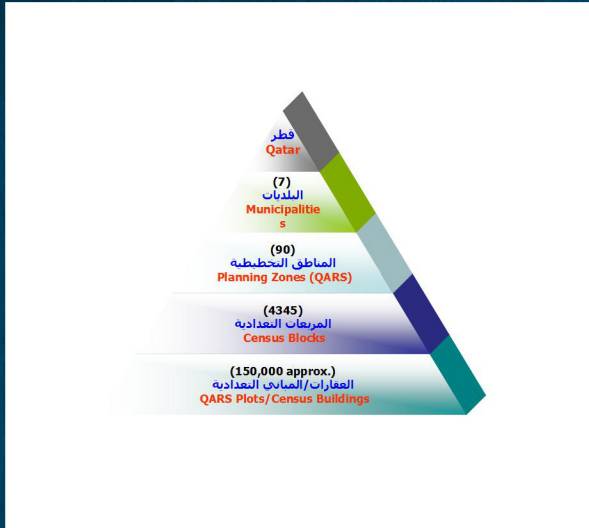 قطر
Qatar
(7)
البلديات
Municipalitie
s
(90)
المناطق التخطيطية
Planning Zones (QARS)
(4345)
المربعات التعدادية
Census Blocks
(150,000 approx.)
العقارات/المباني التعدادية
QARS Plots/Census Buildings